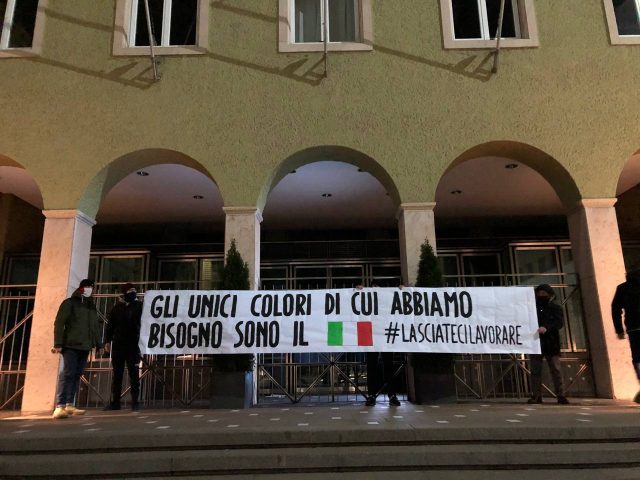 GLI UNICI COLORI DI CUI ABBIAMO
BISOGNO SONO IL #LASCIATECILAVORARE